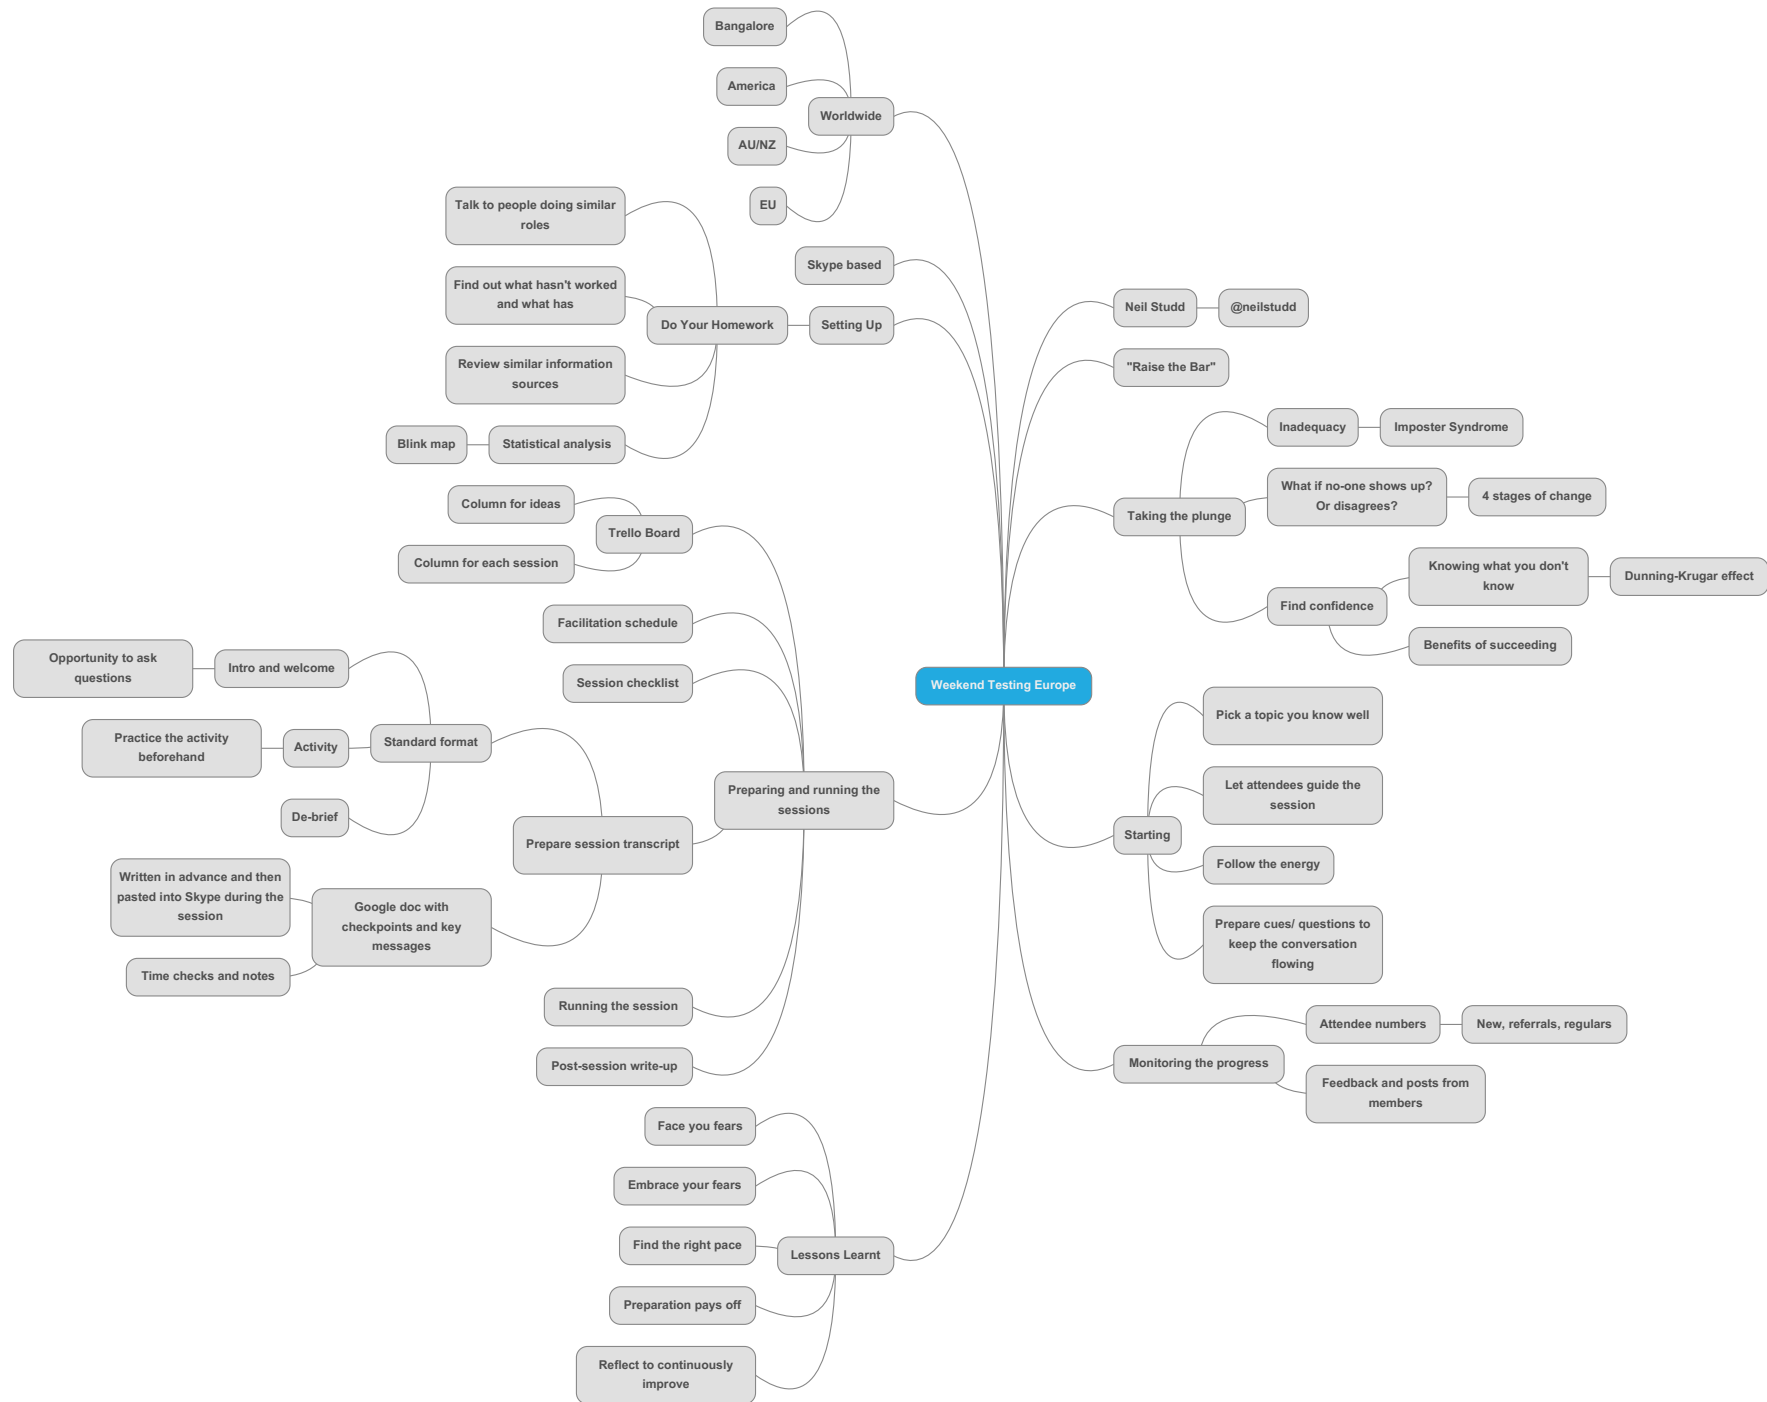 Weekend Testing Europe
Neil Studd
@neilstudd
"Raise the Bar"
Taking the plunge
Inadequacy
Imposter Syndrome
What if no-one shows up?
Or disagrees?
4 stages of change
Find confidence
Knowing what you don't
know
Dunning-Krugar effect
Benefits of succeeding
Starting
Pick a topic you know well
Let attendees guide the
session
Follow the energy
Prepare cues/ questions to
keep the conversation
flowing
Monitoring the progress
Attendee numbers
New, referrals, regulars
Feedback and posts from
members
Worldwide
Bangalore
America
AU/NZ
EU
Skype based
Setting Up
Do Your Homework
Talk to people doing similar
roles
Find out what hasn't worked
and what has
Review similar information
sources
Statistical analysis
Blink map
Preparing and running the
sessions
Trello Board
Column for ideas
Column for each session
Facilitation schedule
Session checklist
Prepare session transcript
Standard format
Intro and welcome
Opportunity to ask
questions
Activity
Practice the activity
beforehand
De-brief
Google doc with
checkpoints and key
messages
Written in advance and then
pasted into Skype during the
session
Time checks and notes
Running the session
Post-session write-up
Lessons Learnt
Face you fears
Embrace your fears
Find the right pace
Preparation pays off
Reflect to continuously
improve